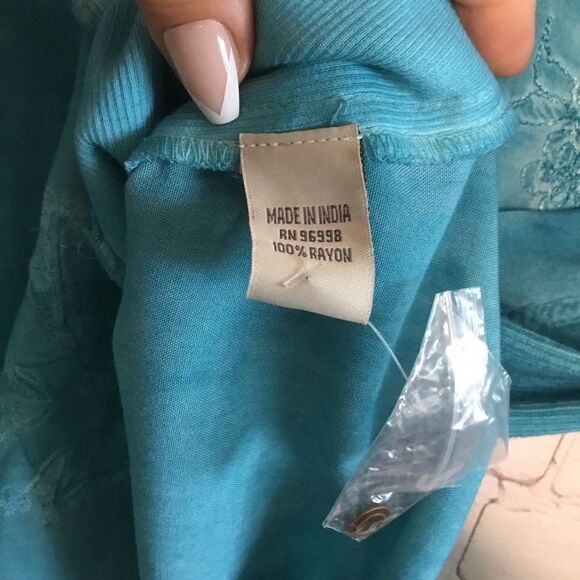 MADE IN INDIA
RN 96998
100% RAYON